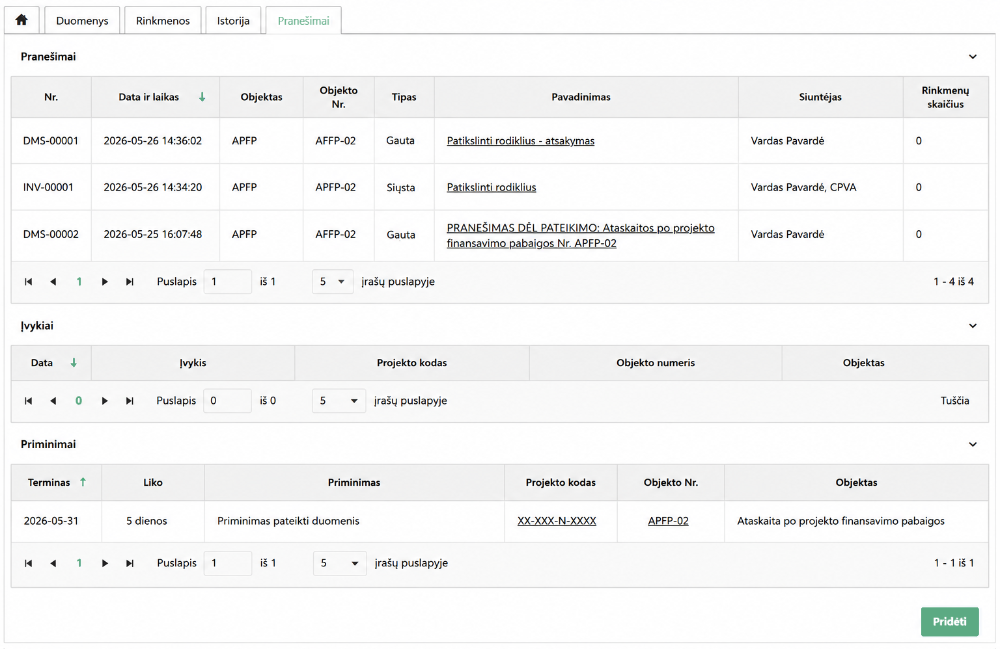 Duomenys Rinkmenos Istorija Pranešimai
Pranešimai
Nr. Data ir laikas Objektas Objekto Nr. Tipas Pavadinimas Siuntėjas Rinkmenų skaičius
DMS-00001 2026-05-26 14:36:02 APFP AFFP-02 Gauta Patikslinti rodiklius - atsakymas Vardas Pavardė 0
INV-00001 2026-05-26 14:34:20 APFP APFP-02 Siųsta Patikslinti rodiklius Vardas Pavardė, CPVA 0
DMS-00002 2026-05-25 16:07:48 APFP AFFP-02 Gauta PRANEŠIMAS DĖL PATEIKIMO: Ataskaitos po projekto Vardas Pavardė 0
finansavimo pabaigos Nr. APFP-02
1 Puslapis 1 iš 1 5 įrašų puslapyje 1 - 4 iš 4
Įvykiai
Data Įvykis Projekto kodas Objekto numeris Objektas
0 Puslapis 0 iš 0 5 įrašų puslapyje Tuščia
Priminimai
Terminas Liko Priminimas Projekto kodas Objekto Nr. Objektas
2026-05-31 5 dienos Priminimas pateikti duomenis XX-XXX-N-XXXX APFP-02 Ataskaita po projekto finansavimo pabaigos
1 Puslapis 1 iš 1 5 įrašų puslapyje 1 - 1 iš 1
Pridėti